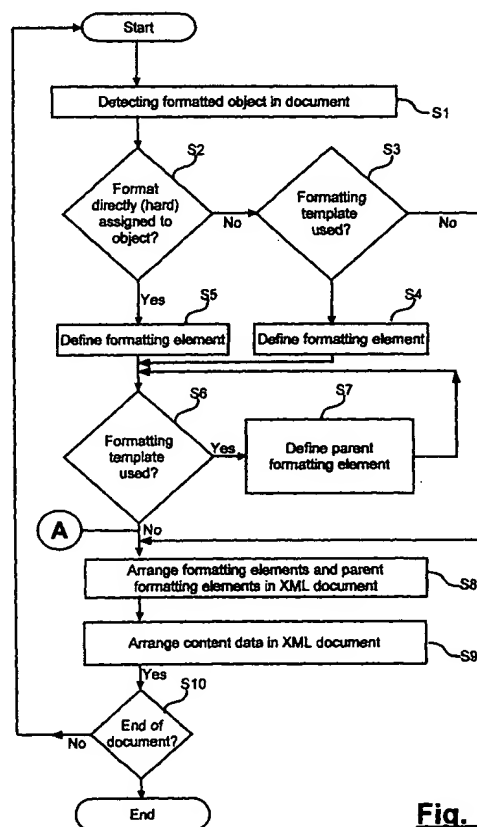 Start
Detecting formatted object in document
S1
S2
Format
directly (hard)
assigned to
object?
No
S3
Formatting
template
used?
No
Yes
S5
Define formatting element
S4
Define formatting element
S6
Formatting
template
used?
Yes
S7
Define parent
formatting element
A
No
Arrange formatting elements and parent
formatting elements in XML document
S8
Arrange content data in XML document
S9
Yes
S10
End of
document?
No
End
Fig.